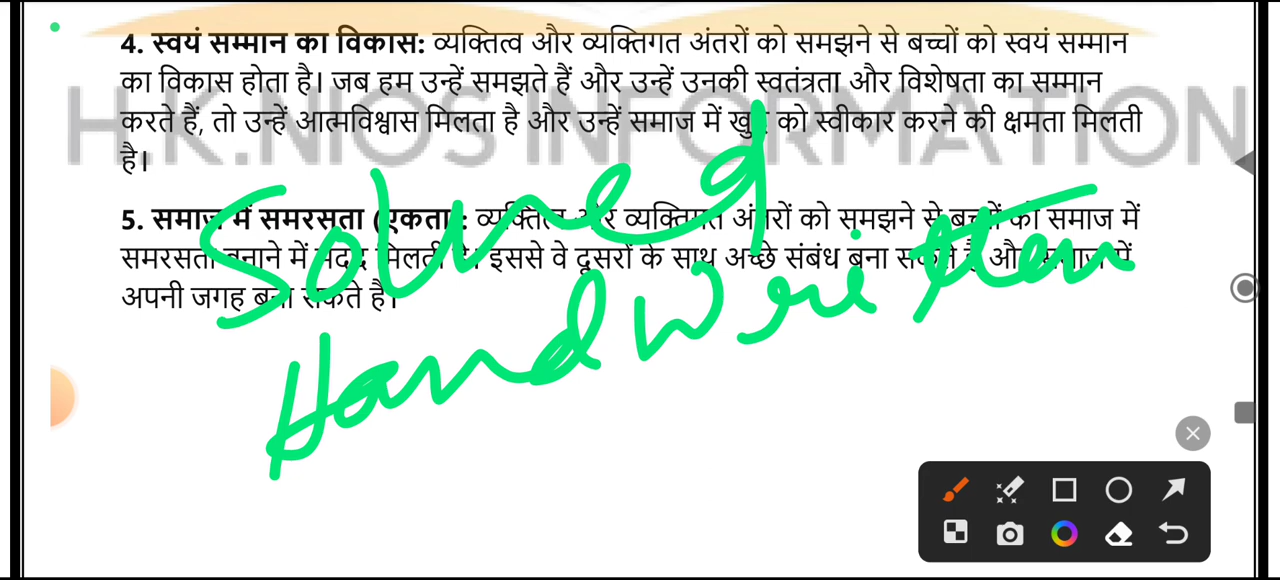 4. स्वयं सम्मान का विकास: व्यक्तित्व और व्यक्तिगत अंतरों को समझने से बच्चों को स्वयं सम्मान
का विकास होता है। जब हम उन्हें समझते हैं और उन्हें उनकी स्वतंत्रता और विशेषता का सम्मान
करते हैं, तो उन्हें आत्मविश्वास मिलता है और उन्हें समाज में खुद को स्वीकार करने की क्षमता मिलती
है।
H.K.NIOS INFORMATION
5. समाज में समरसता (एकता): व्यक्तित्व और व्यक्तिगत अंतरों को समझने से बच्चों को समाज में
समरसता बनाने में मदद मिलती है। इससे वे दूसरों के साथ अच्छे संबंध बना सकते हैं और समाज में
अपनी जगह बना सकते है।
Solved
Handwritten